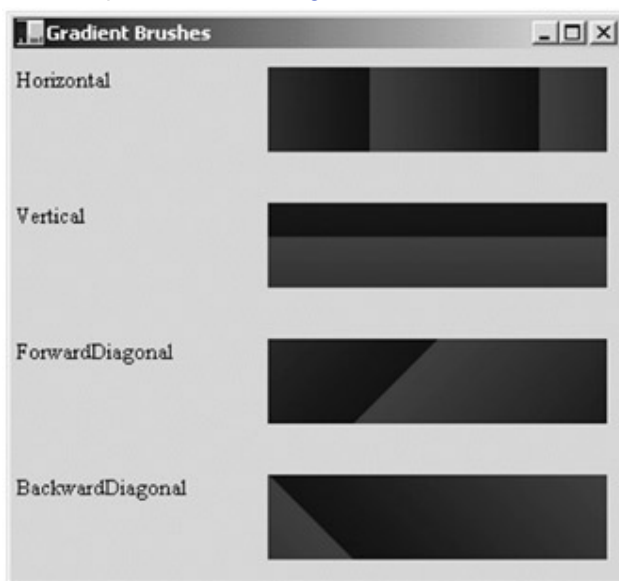 Gradient Brushes
Horizontal
Vertical
ForwardDiagonal
BackwardDiagonal